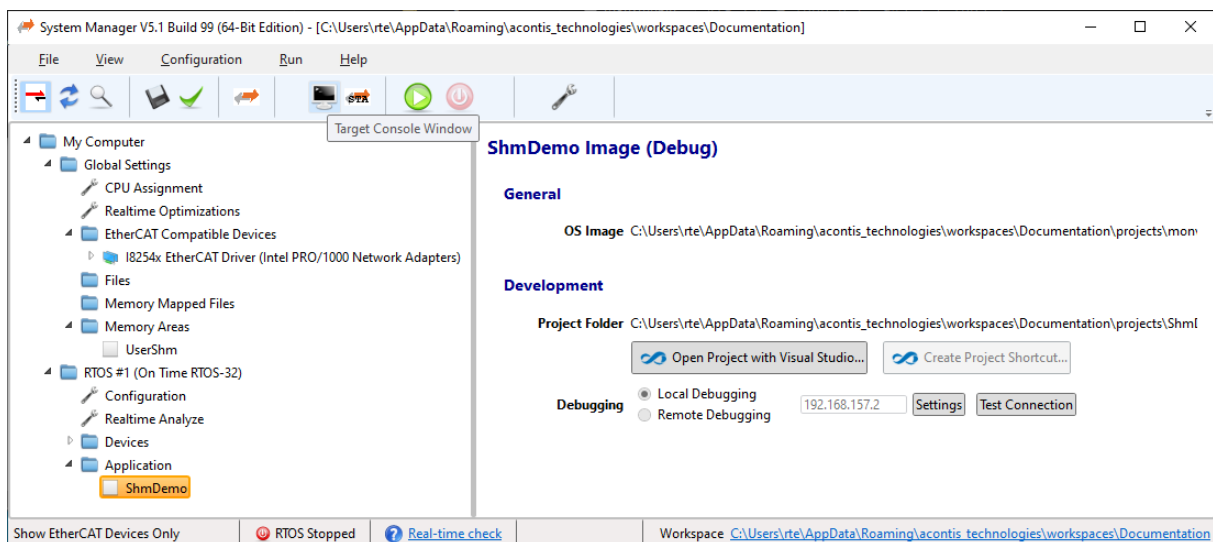 System Manager V5.1 Build 99 (64-Bit Edition) - [C:\Users\rte\AppData\Roaming\acontis_technologies\workspaces\Documentation]
File View Configuration Run Help
STA
Target Console Window
My Computer
Global Settings
CPU Assignment
Realtime Optimizations
EtherCAT Compatible Devices
I8254x EtherCAT Driver (Intel PRO/1000 Network Adapters)
Files
Memory Mapped Files
Memory Areas
UserShm
RTOS #1 (On Time RTOS-32)
Configuration
Realtime Analyze
Devices
Application
ShmDemo
ShmDemo Image (Debug)
General
OS Image C:\Users\rte\AppData\Roaming\acontis_technologies\workspaces\Documentation\projects\mon
Development
Project Folder C:\Users\rte\AppData\Roaming\acontis_technologies\workspaces\Documentation\projects\Shm
Open Project with Visual Studio... Create Project Shortcut...
Debugging
Local Debugging
Remote Debugging
192.168.157.2 Settings Test Connection
Show EtherCAT Devices Only RTOS Stopped ? Real-time check Workspace C:\Users\rte\AppData\Roaming\acontis_technologies\workspaces\Documentation